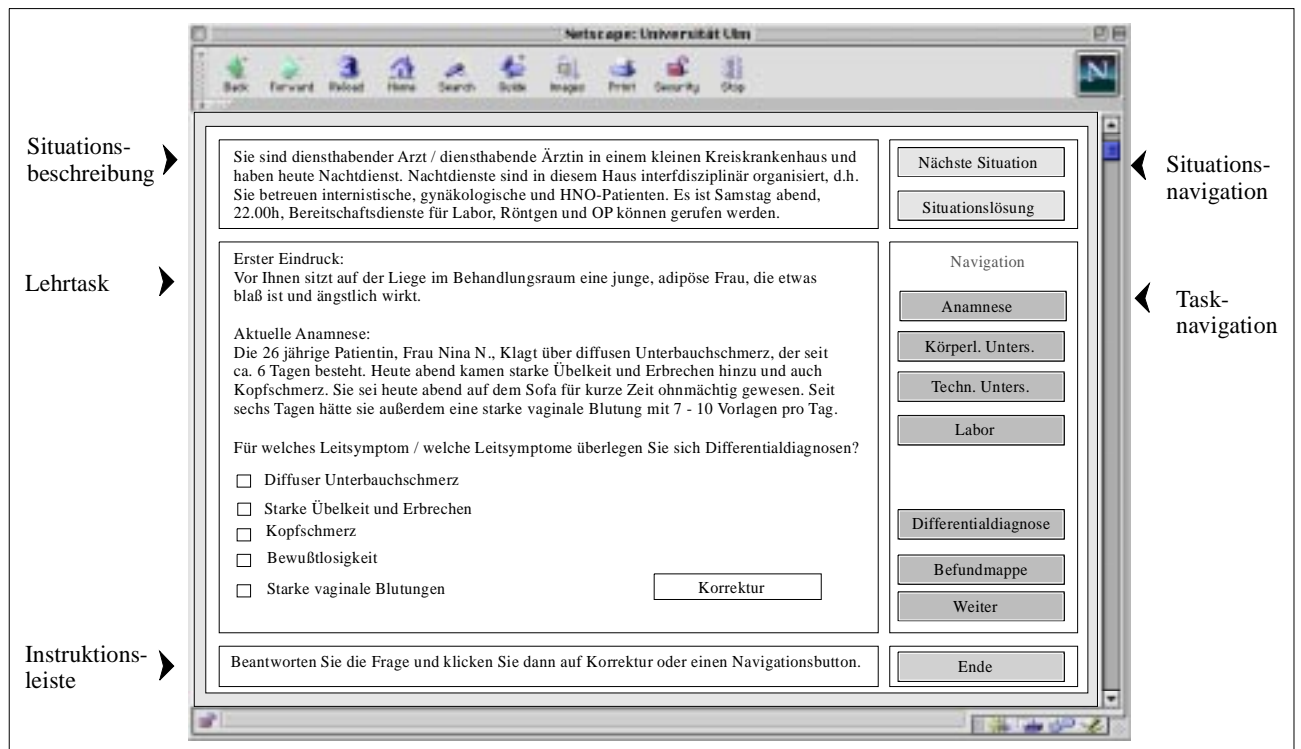 Netscape: Universität Ulm
Back Forward Reload Home Search Guide Images Print Security Stop
N
Situations-
beschreibung
Sie sind diensthabender Arzt / diensthabende Ärztin in einem kleinen Kreiskrankenhaus und
haben heute Nachtdienst. Nachtdienste sind in diesem Haus interfdisziplinär organisiert, d.h.
Sie betreuen internistische, gynäkologische und HNO-Patienten. Es ist Samstag abend,
22.00h, Bereitschaftsdienste für Labor, Röntgen und OP können gerufen werden.
Nächste Situation
Situationslösung
Situations-
navigation
Lehrtask
Erster Eindruck:
Vor Ihnen sitzt auf der Liege im Behandlungsraum eine junge, adipöse Frau, die etwas
blaß ist und ängstlich wirkt.
Aktuelle Anamnese:
Die 26 jährige Patientin, Frau Nina N., Klagt über diffusen Unterbauchschmerz, der seit
ca. 6 Tagen besteht. Heute abend kamen starke Übelkeit und Erbrechen hinzu und auch
Kopfschmerz. Sie sei heute abend auf dem Sofa für kurze Zeit ohnmächtig gewesen. Seit
sechs Tagen hätte sie außerdem eine starke vaginale Blutung mit 7 - 10 Vorlagen pro Tag.
Für welches Leitsymptom / welche Leitsymptome überlegen Sie sich Differentialdiagnosen?
Diffuser Unterbauchschmerz
Starke Übelkeit und Erbrechen
Kopfschmerz
Bewußtlosigkeit
Starke vaginale Blutungen
Korrektur
Navigation
Anamnese
Körperl. Unters.
Techn. Unters.
Labor
Differentialdiagnose
Befundmappe
Weiter
Task-
navigation
Instruktions-
leiste
Beantworten Sie die Frage und klicken Sie dann auf Korrektur oder einen Navigationsbutton.
Ende